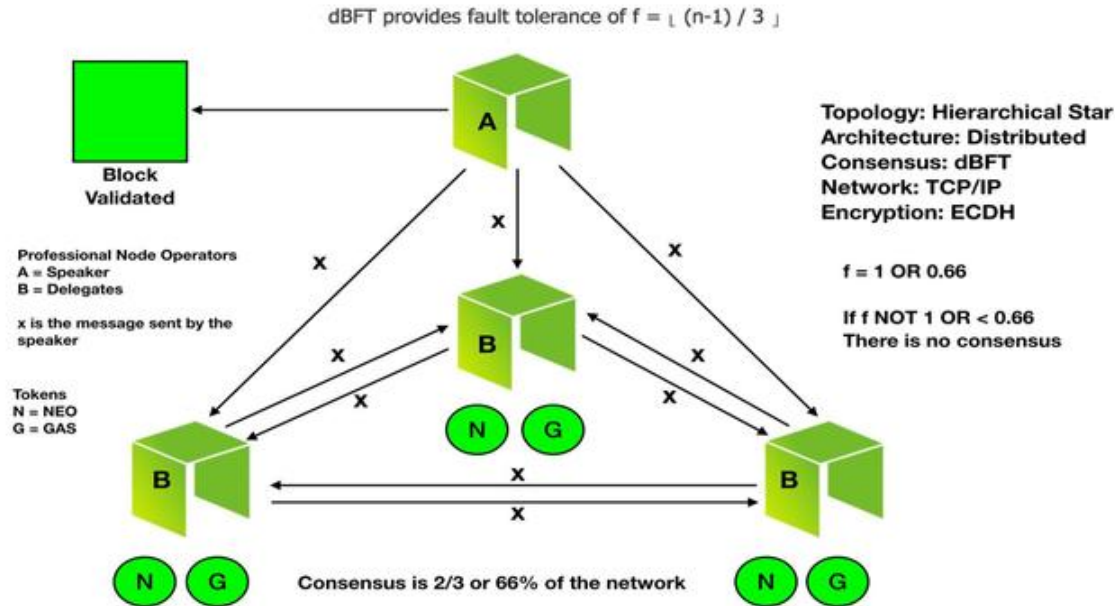 dBFT provides fault tolerance of f = ⌊ (n-1) / 3 ⌋
A
Block
Validated
Topology: Hierarchical Star
Architecture: Distributed
Consensus: dBFT
Network: TCP/IP
Encryption: ECDH
x
x
x
Professional Node Operators
A = Speaker
B = Delegates
x is the message sent by the
speaker
f = 1 OR 0.66
If f NOT 1 OR < 0.66
There is no consensus
B
x
x
x
x
Tokens
N = NEO
G = GAS
N G
B
B
x
x
N G
Consensus is 2/3 or 66% of the network
N G